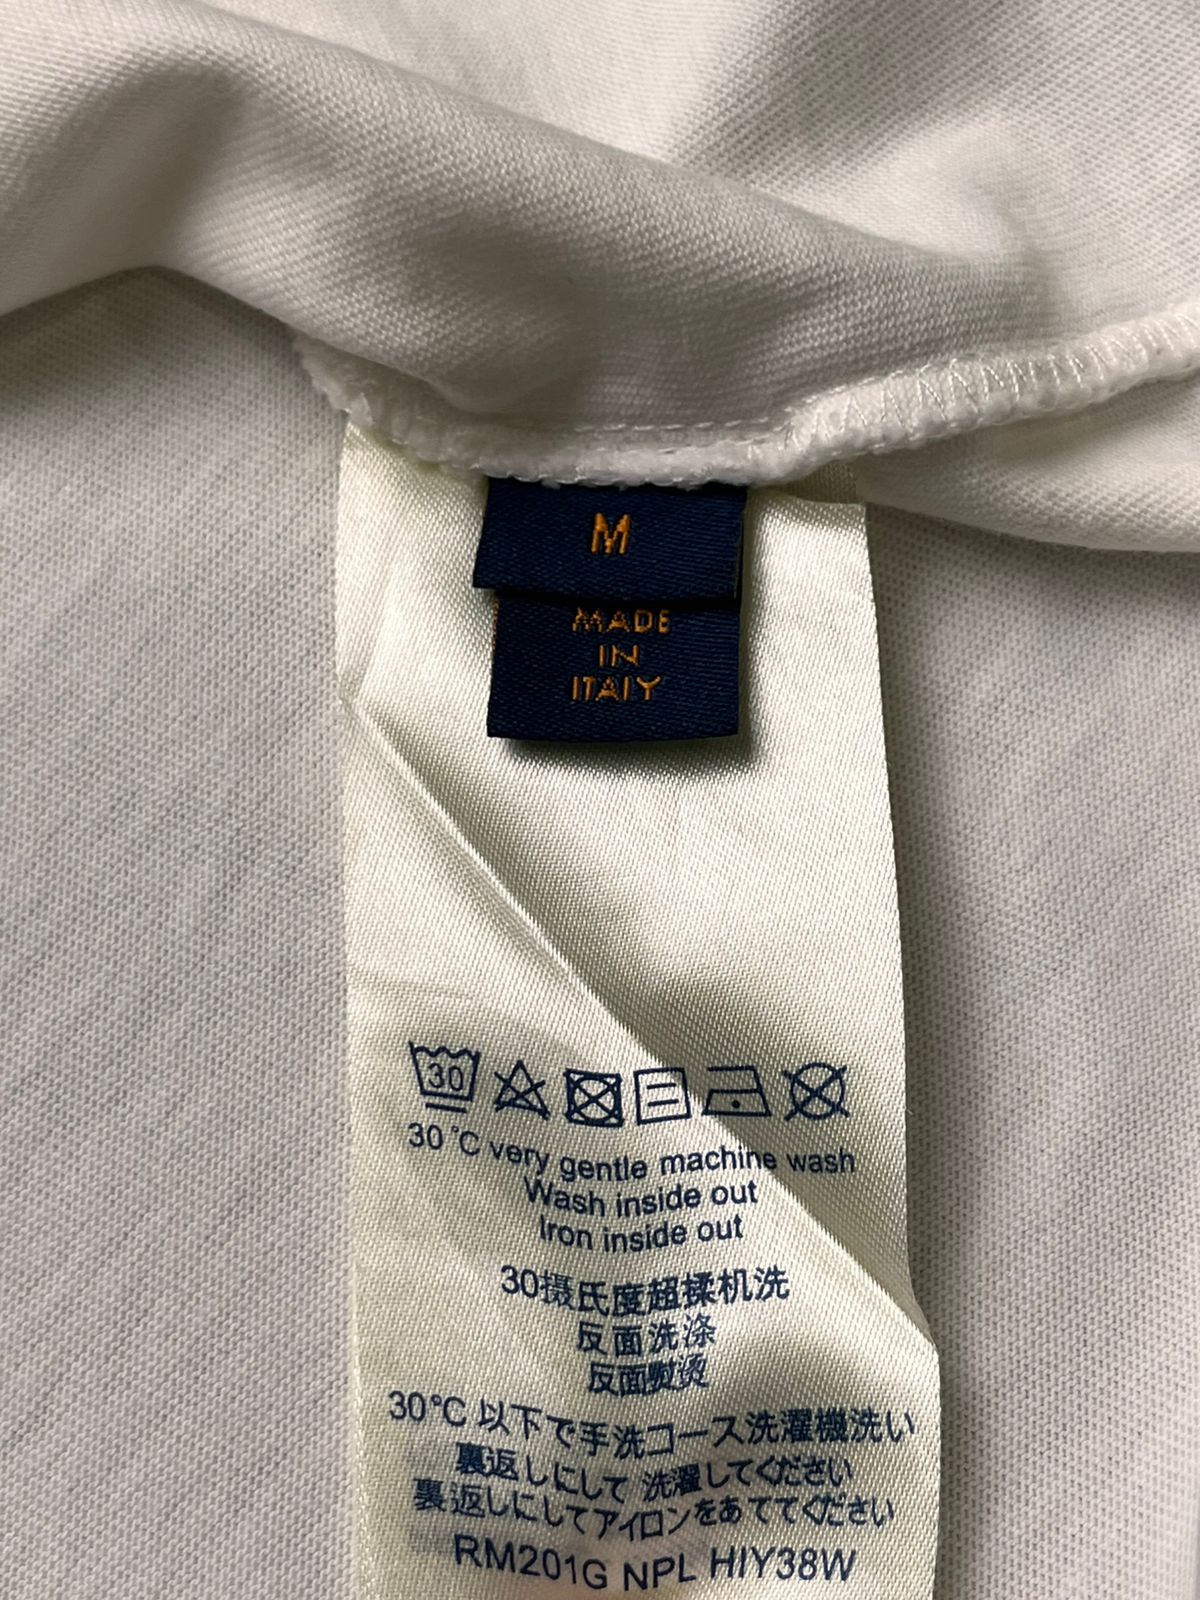 M
MADE
IN
ITALY
30
30 °C very gentle machine wash
Wash inside out
Iron inside out
30摄氏度超揉机洗
反面洗涤
反面熨烫
30℃ 以下で手洗コース洗濯機洗い
裏返しにして 洗濯してください
裏返しにしてアイロンをあててください
RM201G NPL HIY38W